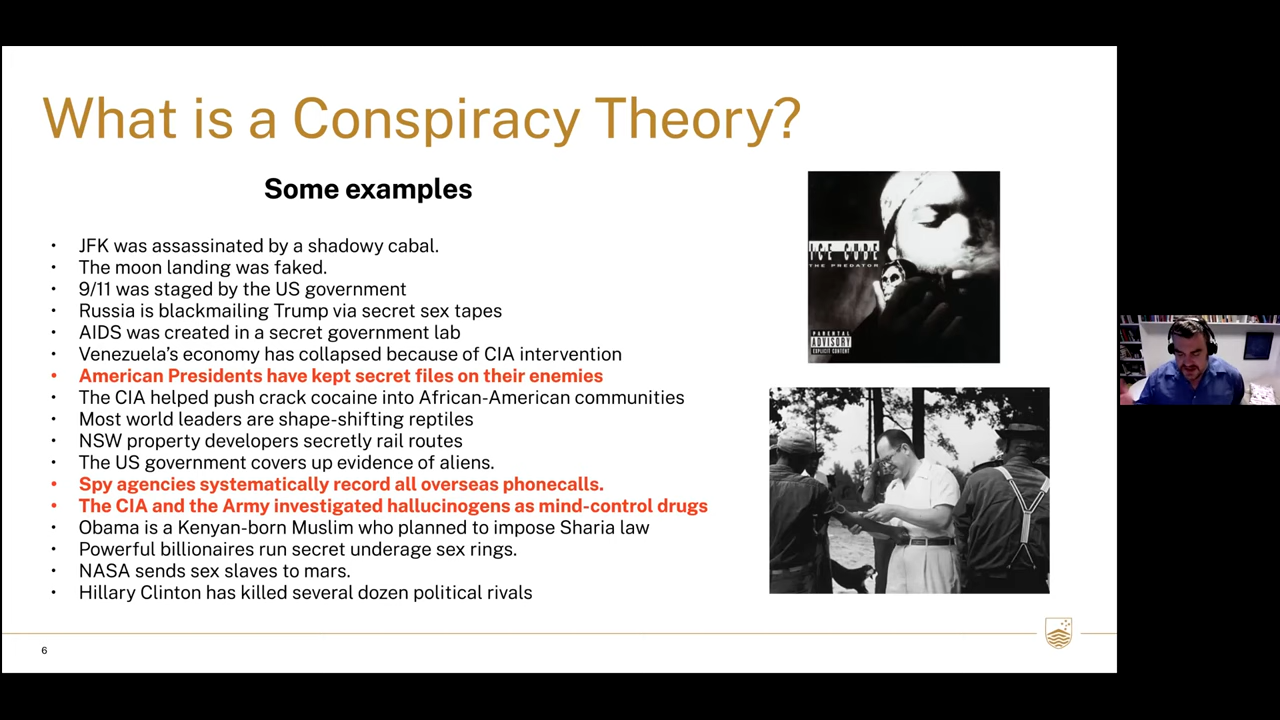 What is a Conspiracy Theory?
Some examples
• JFK was assassinated by a shadowy cabal.
• The moon landing was faked.
• 9/11 was staged by the US government
• Russia is blackmailing Trump via secret sex tapes
• AIDS was created in a secret government lab
• Venezuela’s economy has collapsed because of CIA intervention
• American Presidents have kept secret files on their enemies
• The CIA helped push crack cocaine into African-American communities
• Most world leaders are shape-shifting reptiles
• NSW property developers secretly rail routes
• The US government covers up evidence of aliens.
• Spy agencies systematically record all overseas phonecalls.
• The CIA and the Army investigated hallucinogens as mind-control drugs
• Obama is a Kenyan-born Muslim who planned to impose Sharia law
• Powerful billionaires run secret underage sex rings.
• NASA sends sex slaves to mars.
• Hillary Clinton has killed several dozen political rivals
ICE CUBE
THE PREDATOR
PARENTAL
ADVISORY
EXPLICIT CONTENT
6